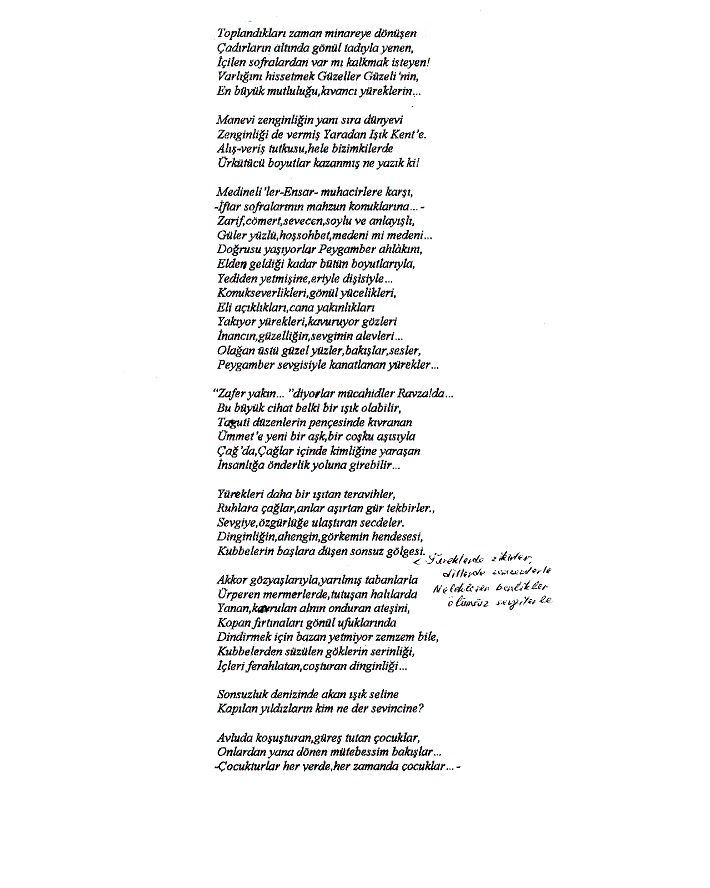 Toplandıkları zaman minareye dönüşen
Çadırların altında gönül tadıyla yenen,
İçilen sofralardan var mı kalkmak isteyen!
Varlığını hissetmek Güzeller Güzeli'nin,
En büyük mutluluğu,kıvancı yüreklerin...
Manevi zenginliğin yanı sıra dünyevi
Zenginliği de vermiş Yaradan Işık Kent'e.
Alış-veriş tutkusu,hele bizimkilerde
Ürkütücü boyutlar kazanmış ne yazık ki!
Medineli'ler-Ensar- muhacirlere karşı,
-İftar sofralarının mahzun konuklarına...-
Zarif,cömert,sevecen,soylu ve anlayışlı,
Güler yüzlü,hoşsohbet,medeni mi medeni...
Doğrusu yaşıyorlar Peygamber ahlâkını,
Elden geldiği kadar bütün boyutlarıyla,
Yediden yetmişine,eriyle dişisiyle...
Konukseverlikleri,gönül yücelikleri,
Eli açıklıkları,cana yakınlıkları
Yakıyor yürekleri,kavuruyor gözleri
İnancın,güzelliğin,sevginin alevleri...
Olağan üstü güzel yüzler,bakışlar,sesler,
Peygamber sevgisiyle kanatlanan yürekler...
"Zafer yakın... "diyorlar mücahidler Ravza'da...
Bu büyük cihat belki bir ışık olabilir,
Taguti düzenlerin pençesinde kıvranan
Ümmet'e yeni bir aşk,bir coşku aşısıyla
Çağ'da,Çağlar içinde kimliğine yaraşan
İnsanlığa önderlik yoluna girebilir...
Yürekleri daha bir ışıtan teravihler,
Ruhlara çağlar,anlar aşırtan gür tekbirler.,
Sevgiye,özgürlüğe ulaştıran secdeler.
Dinginliğin,ahengin,görkemin hendesesi,
Kubbelerin başlara düşen sonsuz gölgesi.
< Yüreklerde zikirler,
dillerde
benlikler
ölümsüz sevgilerle
Akkor gözyaşlarıyla,yarılmış tabanlarla
Ürperen mermerlerde,tutuşan halılarda
Yanan,kavrulan alnın onduran ateşini,
Kopan fırtınaları gönül ufuklarında
Dindirmek için bazan yetmiyor zemzem bile,
Kubbelerden süzülen göklerin serinliği,
İçleri ferahlatan,coşturan dinginliği...
Sonsuzluk denizinde akan ışık seline
Kapılan yıldızların kim ne der sevincine?
Avluda koşuşturan,güreş tutan çocuklar,
Onlardan yana dönen mütebessim bakışlar...
-Çocukturlar her yerde,her zamanda çocuklar...-